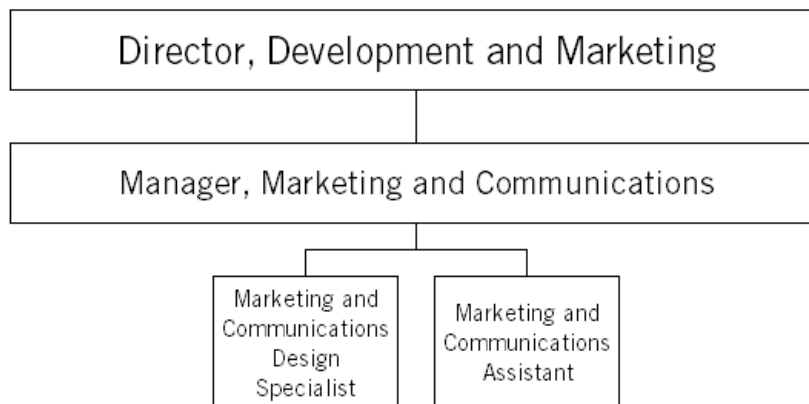 Director, Development and Marketing
Manager, Marketing and Communications
Marketing and
Communications
Design
Specialist
Marketing and
Communications
Assistant